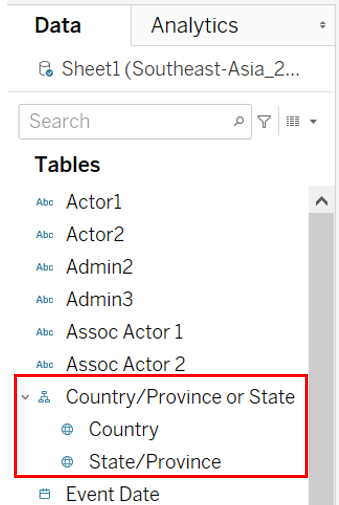 Data Analytics
Sheet1 (Southeast-Asia_2...
Search
Tables
Abc Actor1
Abc Actor2
Abc Admin2
Abc Admin3
Abc Assoc Actor 1
Abc Assoc Actor 2
Country/Province or State
Country
State/Province
Event Date